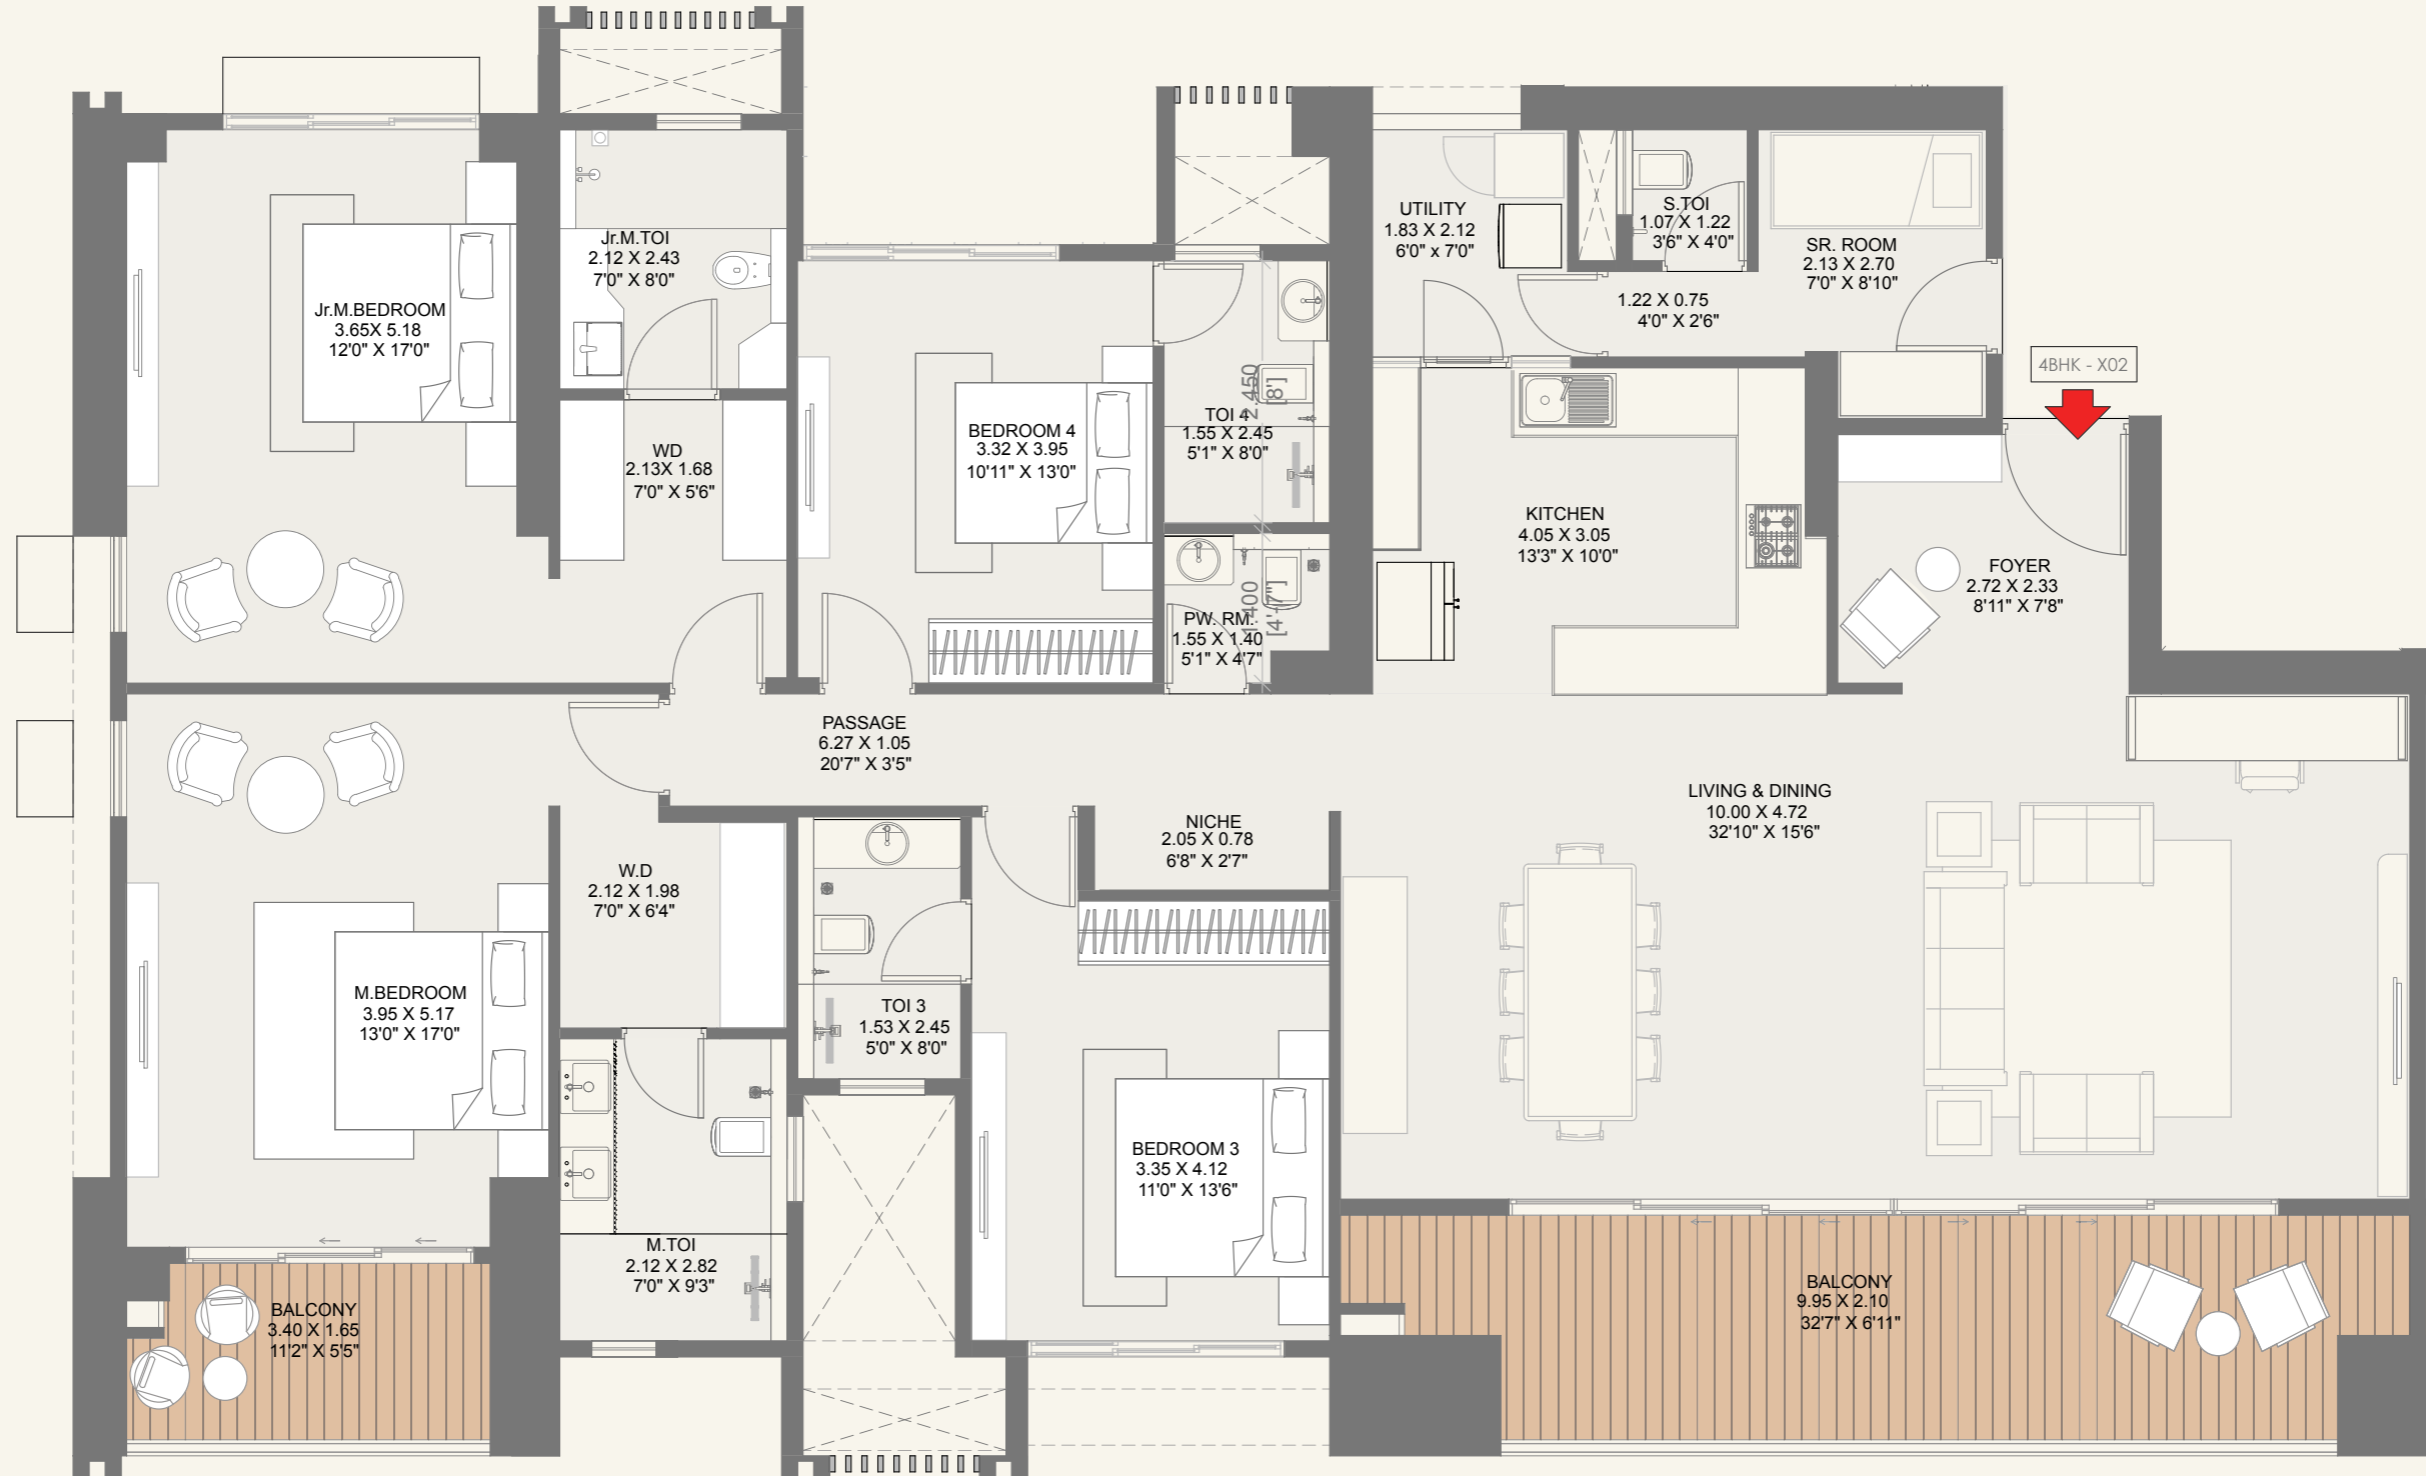 Jr.M.BEDROOM
3.65X 5.18
12'0" X 17'0"
Jr.M.TOI
2.12 X 2.43
7'0" X 8'0"
WD
2.13X 1.68
7'0" X 5'6"
BEDROOM 4
3.32 X 3.95
10'11" X 13'0"
TOI 4
1.55 X 2.45
5'1" X 8'0"
2.450
[8']
PW. RM.
1.55 X 1.40
5'1" X 4'7"
1.400
[4'-7"]
UTILITY
1.83 X 2.12
6'0" x 7'0"
S.TOI
1.07 X 1.22
3'6" X 4'0"
SR. ROOM
2.13 X 2.70
7'0" X 8'10"
1.22 X 0.75
4'0" X 2'6"
4BHK - X02
KITCHEN
4.05 X 3.05
13'3" X 10'0"
FOYER
2.72 X 2.33
8'11" X 7'8"
PASSAGE
6.27 X 1.05
20'7" X 3'5"
NICHE
2.05 X 0.78
6'8" X 2'7"
LIVING & DINING
10.00 X 4.72
32'10" X 15'6"
W.D
2.12 X 1.98
7'0" X 6'4"
M.BEDROOM
3.95 X 5.17
13'0" X 17'0"
TOI 3
1.53 X 2.45
5'0" X 8'0"
BEDROOM 3
3.35 X 4.12
11'0" X 13'6"
M.TOI
2.12 X 2.82
7'0" X 9'3"
BALCONY
3.40 X 1.65
11'2" X 5'5"
BALCONY
9.95 X 2.10
32'7" X 6'11"